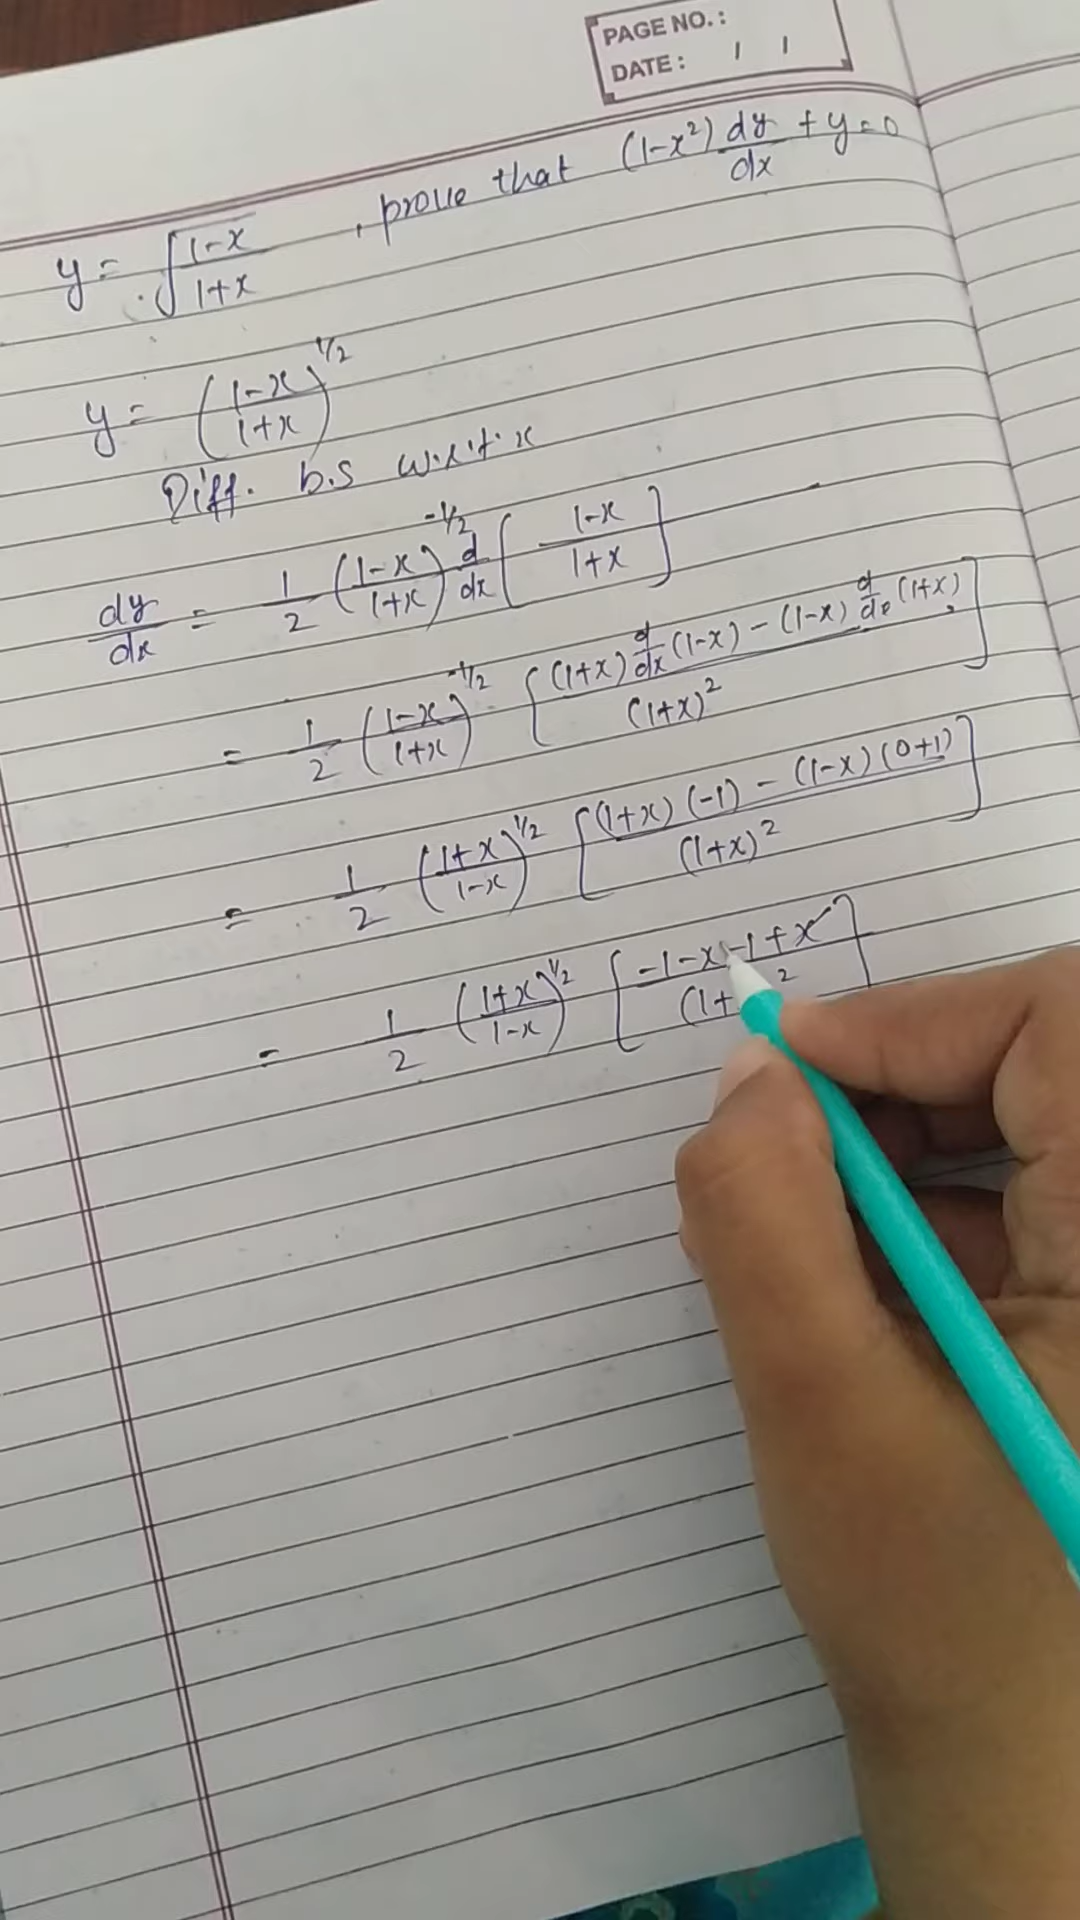 PAGE NO. :
DATE : / /
y = √(1-x)/(1+x) , prove that (1-x²) dy/dx + y = 0
y = ((1-x)/(1+x))^1/2
Diff. b.s w.r.t. x
dy/dx = 1/2 ((1-x)/(1+x))^-1/2 d/dx [(1-x)/(1+x)]
= 1/2 ((1-x)/(1+x))^-1/2 [((1+x) d/dx (1-x) - (1-x) d/dx (1+x))/(1+x)²]
= 1/2 ((1+x)/(1-x))^1/2 [((1+x)(-1) - (1-x)(0+1))/(1+x)²]
= 1/2 ((1+x)/(1-x))^1/2 [(-1-x-1+x)/(1+ ²]